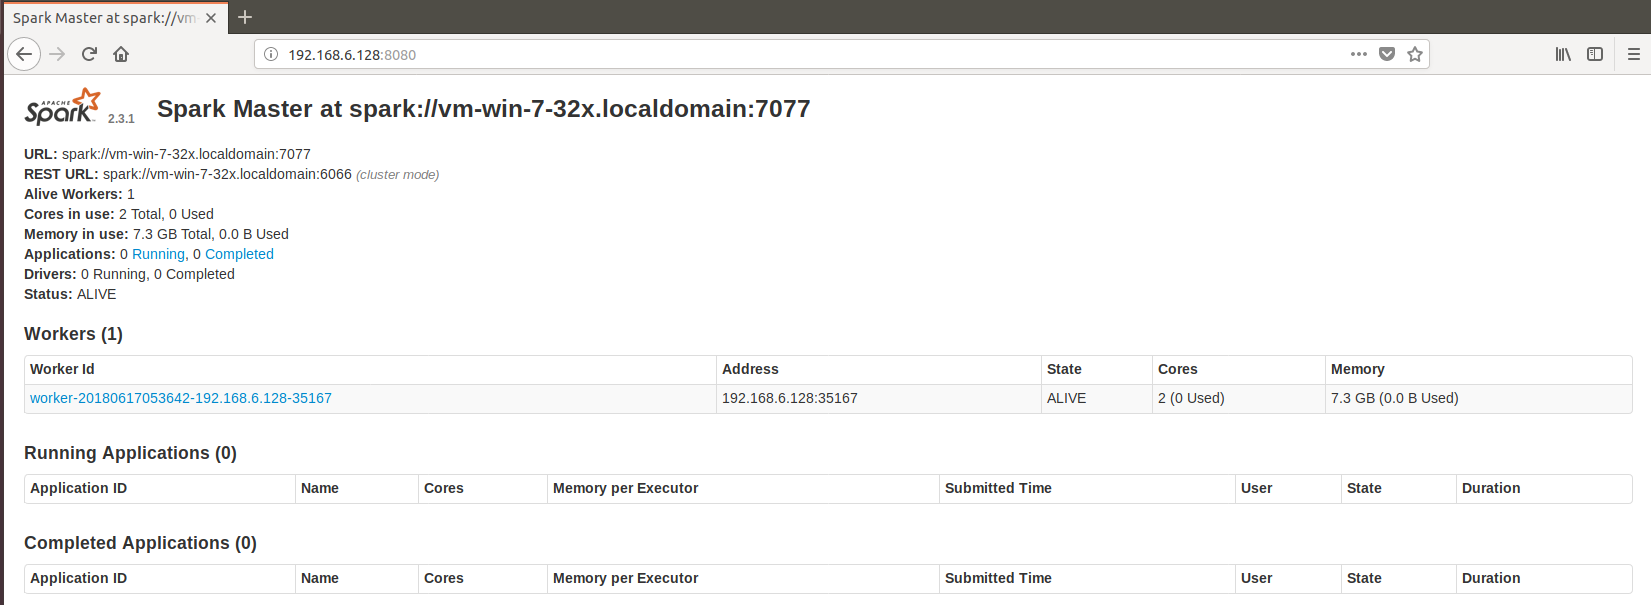 Spark Master at spark://vm-
192.168.6.128:8080
APACHE
Spark 2.3.1 Spark Master at spark://vm-win-7-32x.localdomain:7077
URL: spark://vm-win-7-32x.localdomain:7077
REST URL: spark://vm-win-7-32x.localdomain:6066 (cluster mode)
Alive Workers: 1
Cores in use: 2 Total, 0 Used
Memory in use: 7.3 GB Total, 0.0 B Used
Applications: 0 Running, 0 Completed
Drivers: 0 Running, 0 Completed
Status: ALIVE
Workers (1)
Worker Id Address State Cores Memory
worker-20180617053642-192.168.6.128-35167 192.168.6.128:35167 ALIVE 2 (0 Used) 7.3 GB (0.0 B Used)
Running Applications (0)
Application ID Name Cores Memory per Executor Submitted Time User State Duration
Completed Applications (0)
Application ID Name Cores Memory per Executor Submitted Time User State Duration